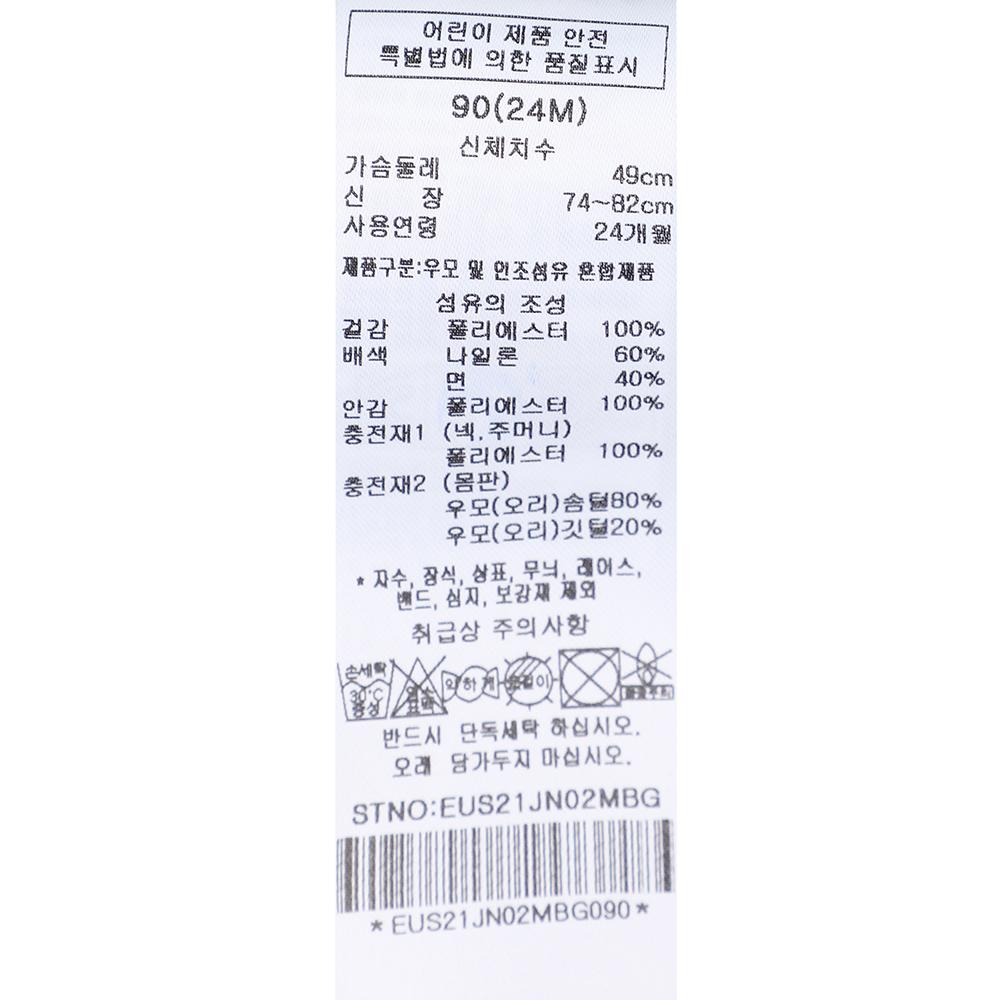 어린이 제품 안전
특별법에 의한 품질표시
90(24M)
신체치수
가슴둘레 49cm
신 장 74~82cm
사용연령 24개월
제품구분:우모 및 인조섬유 혼합제품
섬유의 조성
겉감 폴리에스터 100%
배색 나일론 60%
면 40%
안감 폴리에스터 100%
충전재1 (넥,주머니)
폴리에스터 100%
충전재2 (몸판)
우모(오리)솜털80%
우모(오리)깃털20%
* 자수, 장식, 상표, 무늬, 레이스,
밴드, 심지, 보강재 제외
취급상 주의사항
손세탁
30°C
중성
염소
표백
약하게
반드시 단독세탁 하십시오.
오래 담가두지 마십시오.
STNO:EUS21JN02MBG
*EUS21JN02MBG090*